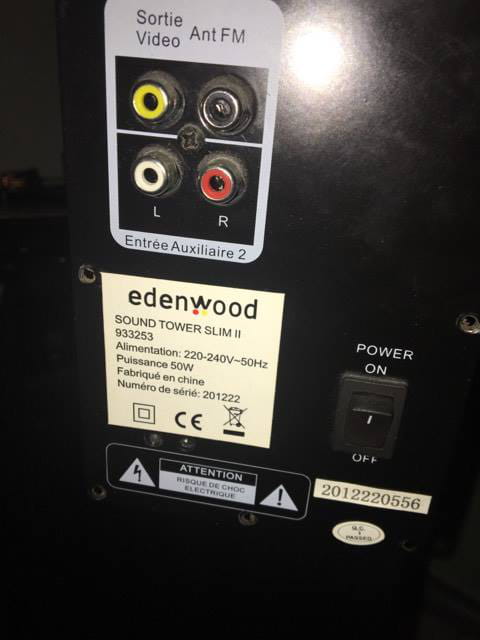 Sortie
Video
Ant FM
L
R
Entrée Auxiliaire 2
edenwood
SOUND TOWER SLIM II
933253
Alimentation: 220-240V~50Hz
Puissance 50W
Fabriqué en chine
Numéro de série: 201222
CE
POWER
ON
I
OFF
ATTENTION
RISQUE DE CHOC
ELECTRIQUE
2012220556
Q.C.
1
PASSED